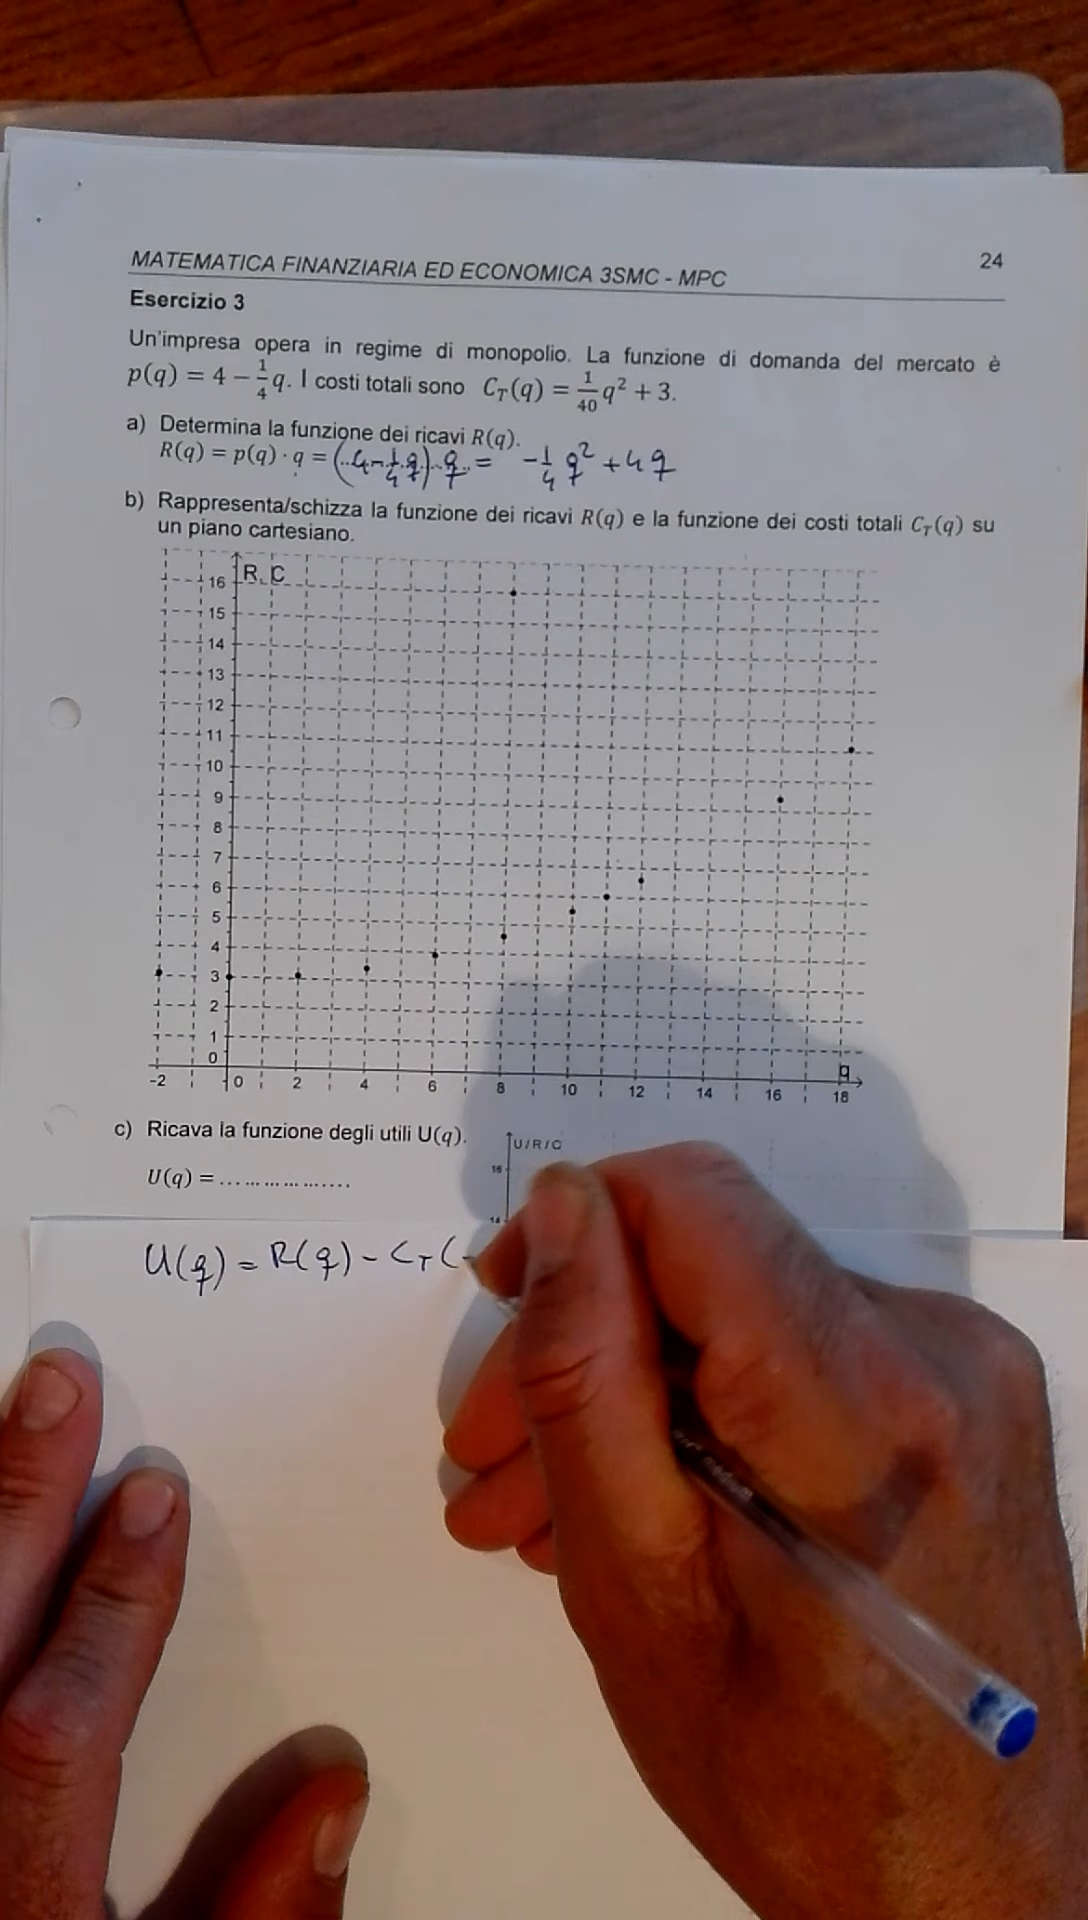 MATEMATICA FINANZIARIA ED ECONOMICA 3SMC - MPC 24
Esercizio 3
Un'impresa opera in regime di monopolio. La funzione di domanda del mercato è
p(q) = 4 − 1/4 q. I costi totali sono C_T(q) = 1/40 q² + 3.
a) Determina la funzione dei ricavi R(q).
R(q) = p(q) · q = (4 − 1/4 q) · q = −1/4 q² + 4q
b) Rappresenta/schizza la funzione dei ricavi R(q) e la funzione dei costi totali C_T(q) su
un piano cartesiano.
R, C
16
15
14
13
12
11
10
9
8
7
6
5
4
3
2
1
0
q
-2 0 2 4 6 8 10 12 14 16 18
c) Ricava la funzione degli utili U(q).
U(q) = ..................
U/R/C
16
14
U(q) = R(q) − C_T(